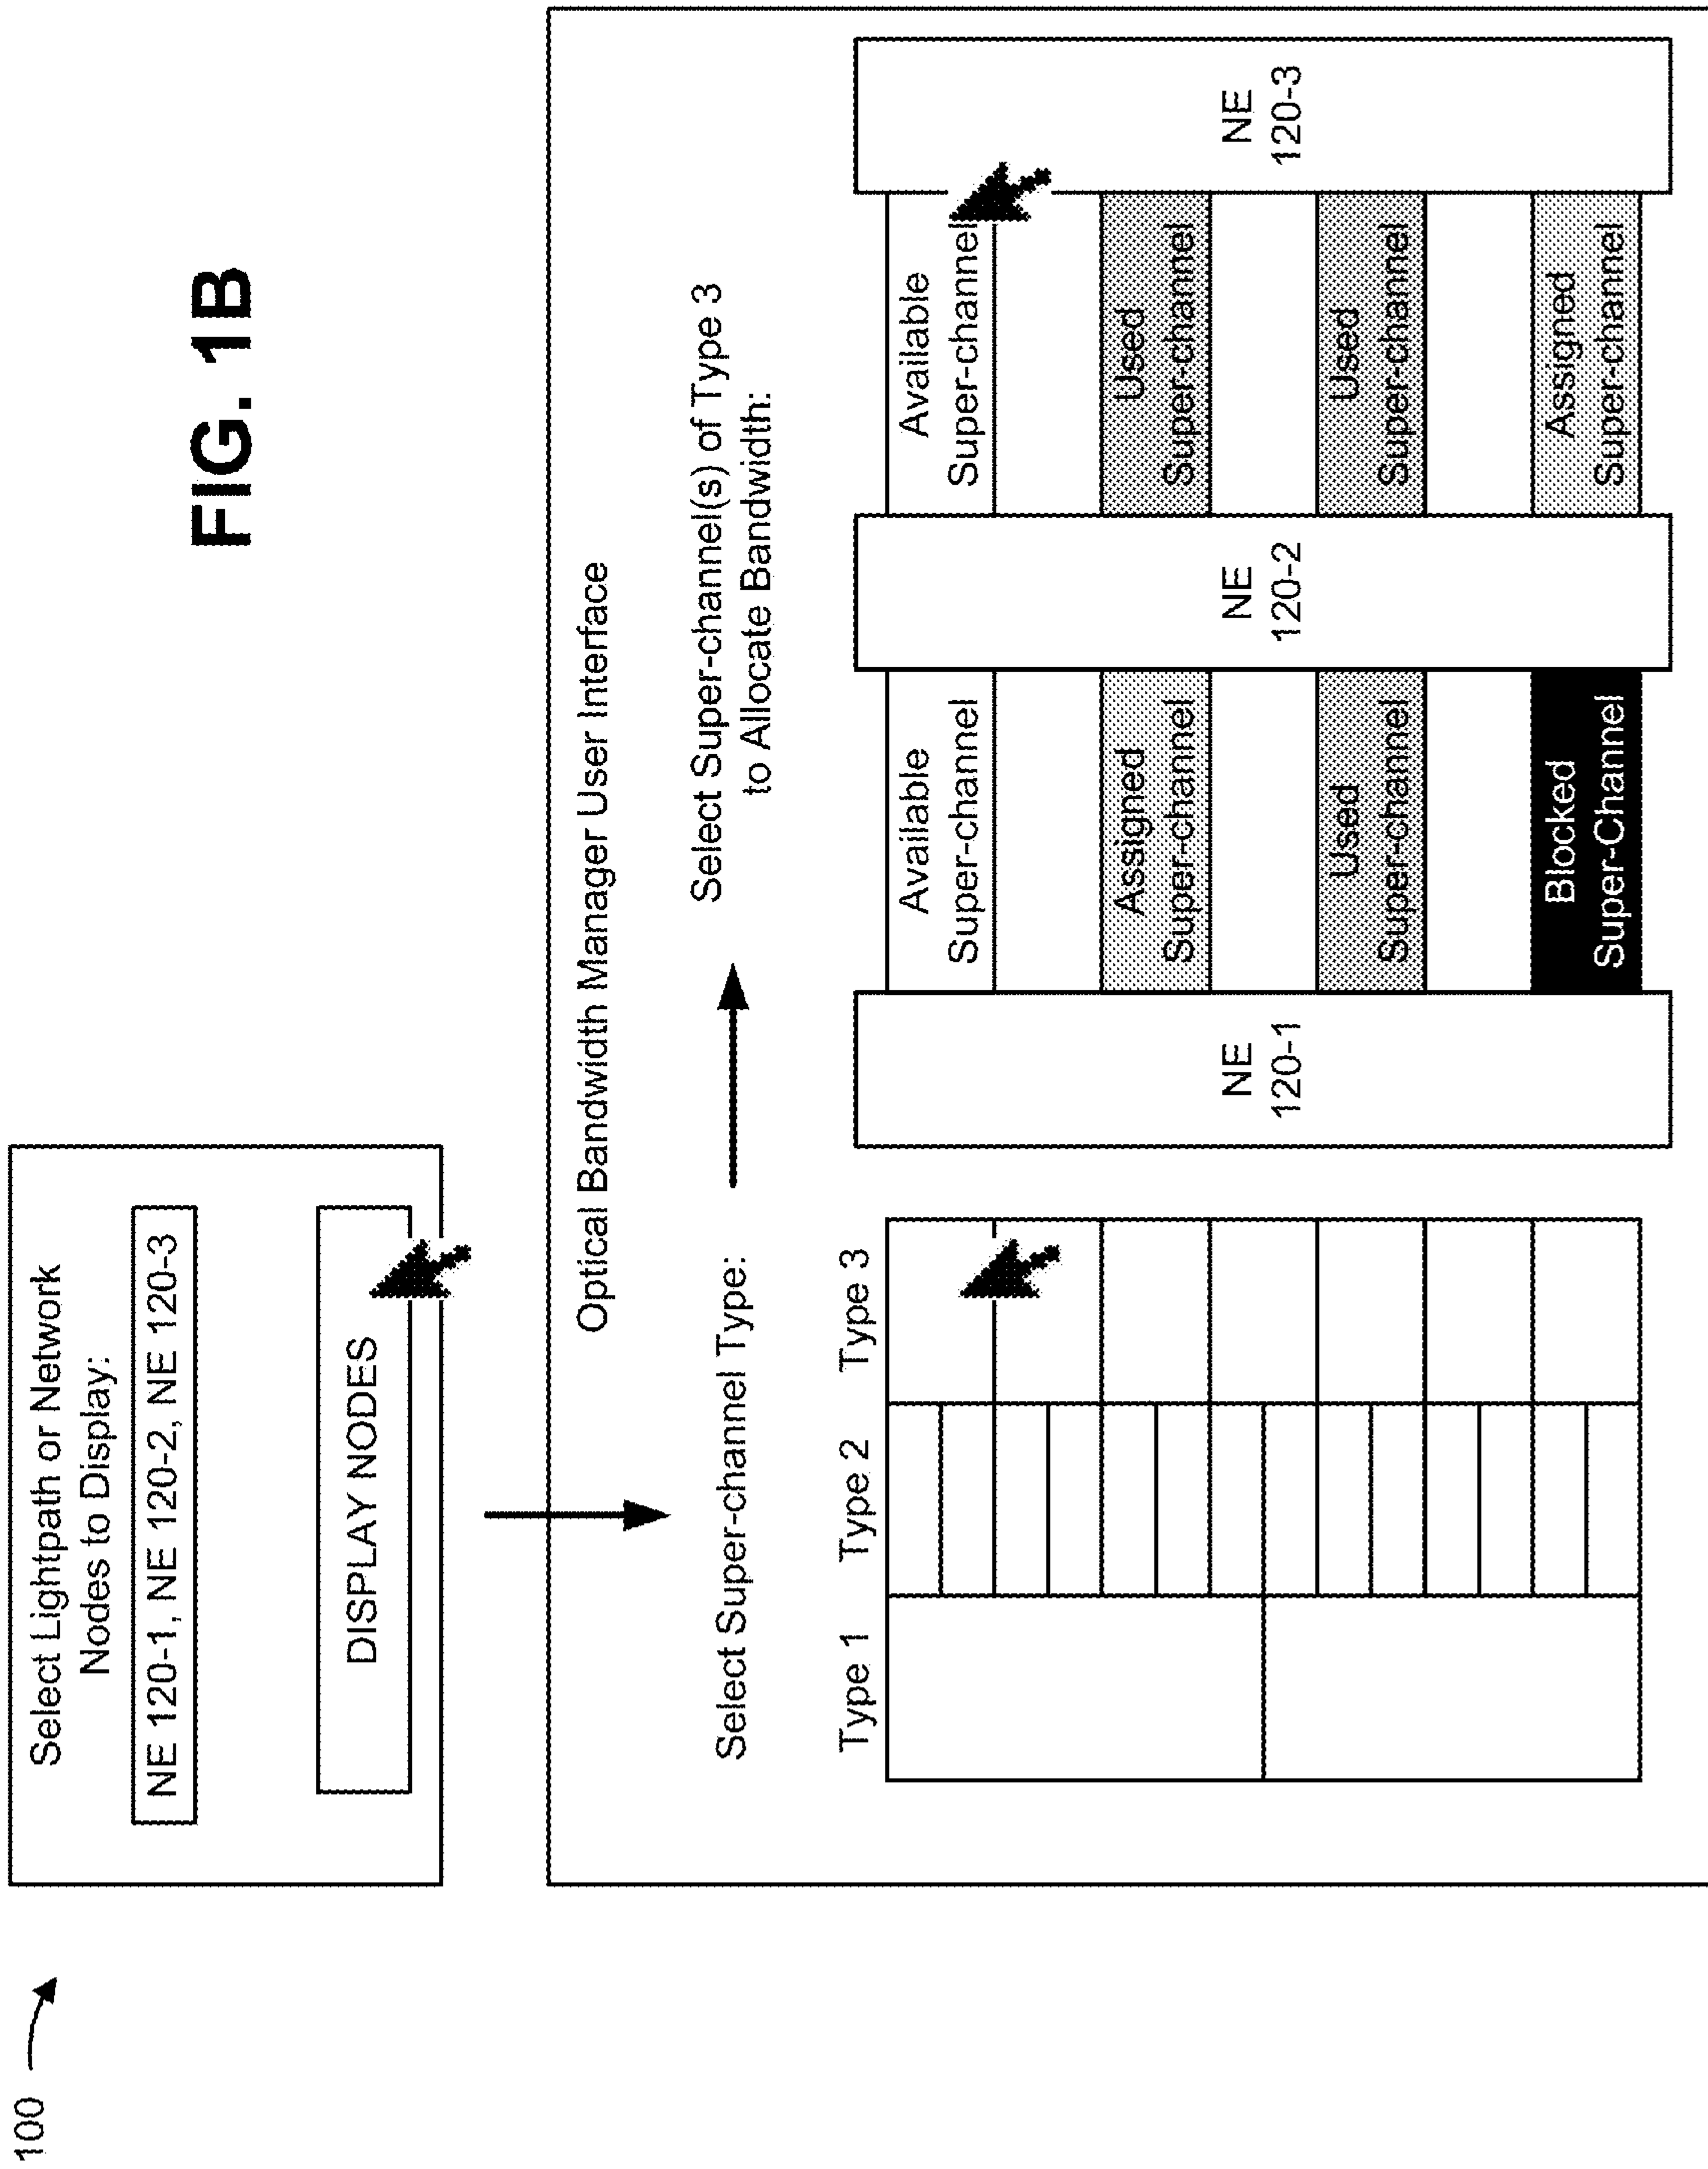 100
FIG. 1B
Select Lightpath or Network
Nodes to Display:
NE 120-1, NE 120-2, NE 120-3
DISPLAY NODES
Optical Bandwidth Manager User Interface
Select Super-channel Type:
Type 1
Type 2
Type 3
Select Super-channel(s) of Type 3
to Allocate Bandwidth:
NE
120-1
Available
Super-channel
Assigned
Super-channel
Used
Super-channel
Blocked
Super-Channel
NE
120-2
Available
Super-channel
Used
Super-channel
Used
Super-channel
Assigned
Super-channel
NE
120-3